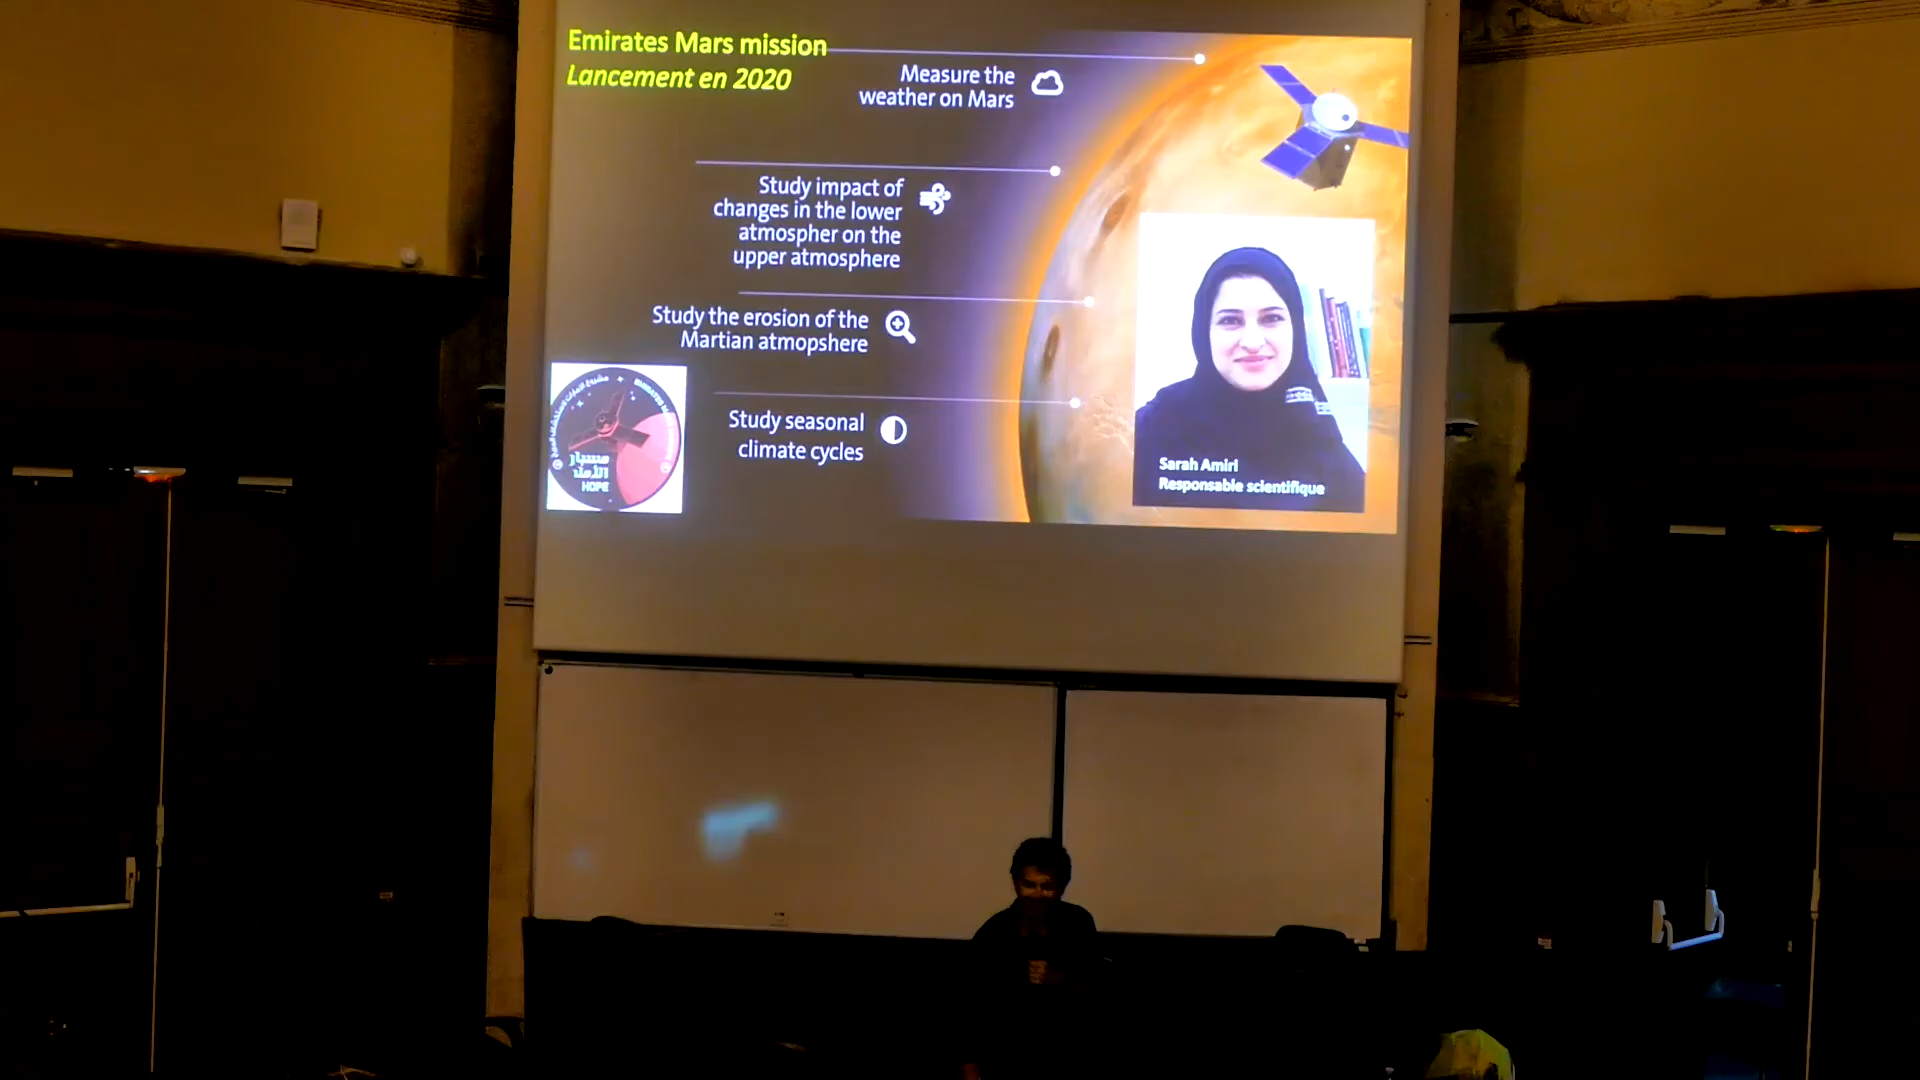 Emirates Mars mission
Lancement en 2020
Measure the
weather on Mars
Study impact of
changes in the lower
atmospher on the
upper atmosphere
Study the erosion of the
Martian atmopshere
Study seasonal
climate cycles
مسبار
الأمل
HOPE
Sarah Amiri
Responsable scientifique